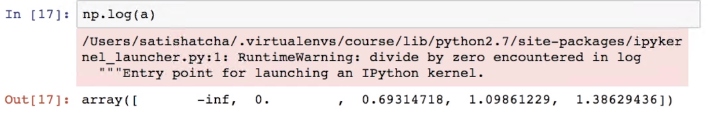 In [17]: np.log(a)
/Users/satishatcha/.virtualenvs/course/lib/python2.7/site-packages/ipyker
nel_launcher.py:1: RuntimeWarning: divide by zero encountered in log
"""Entry point for launching an IPython kernel.
Out[17]: array([       -inf,  0.        ,  0.69314718,  1.09861229,  1.38629436])